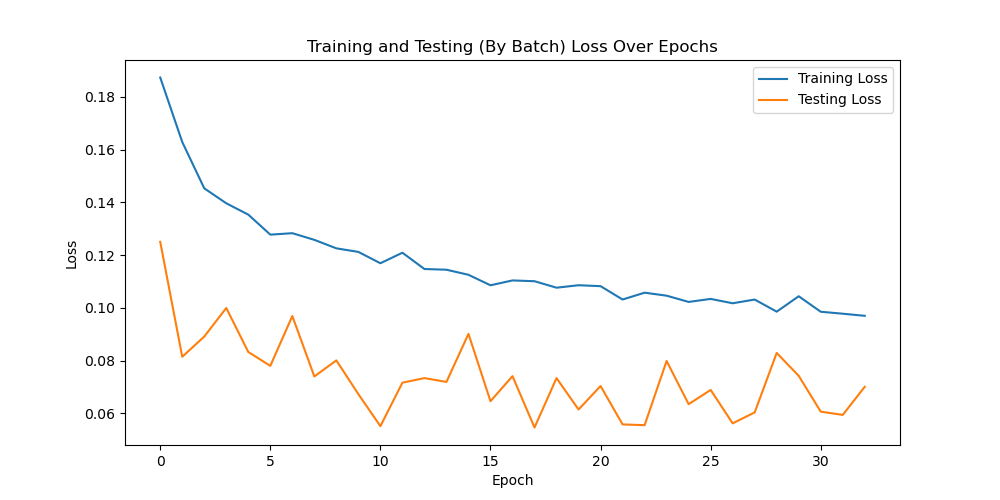 Training and Testing (By Batch) Loss Over Epochs
Training Loss
Testing Loss
Loss
0.18
0.16
0.14
0.12
0.10
0.08
0.06
0 5 10 15 20 25 30
Epoch